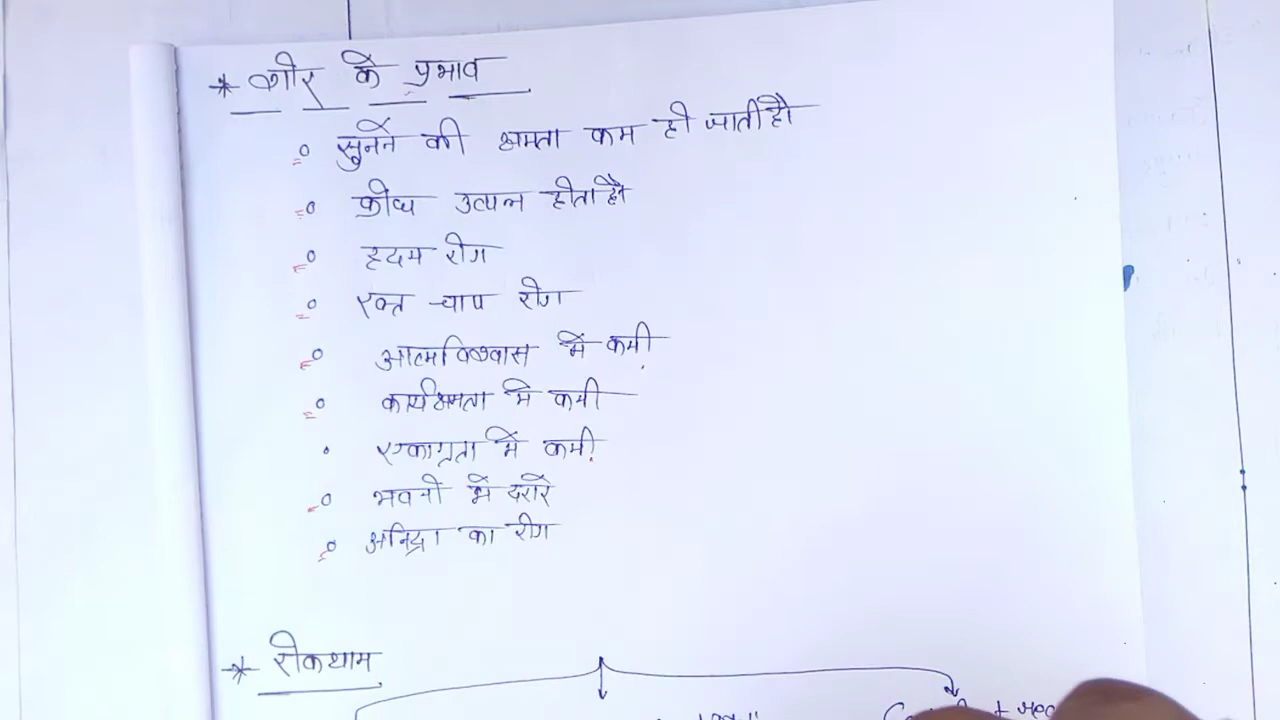 * शोर के प्रभाव
सुनने की क्षमता कम हो जाती है।
क्रोध उत्पन्न होता है।
हृदय रोग
रक्त चाप रोग
आत्मविश्वास में कमी
कार्यक्षमता में कमी
एकाग्रता में कमी
भवनों में दरारें
अनिद्रा का रोग
* रोकथाम